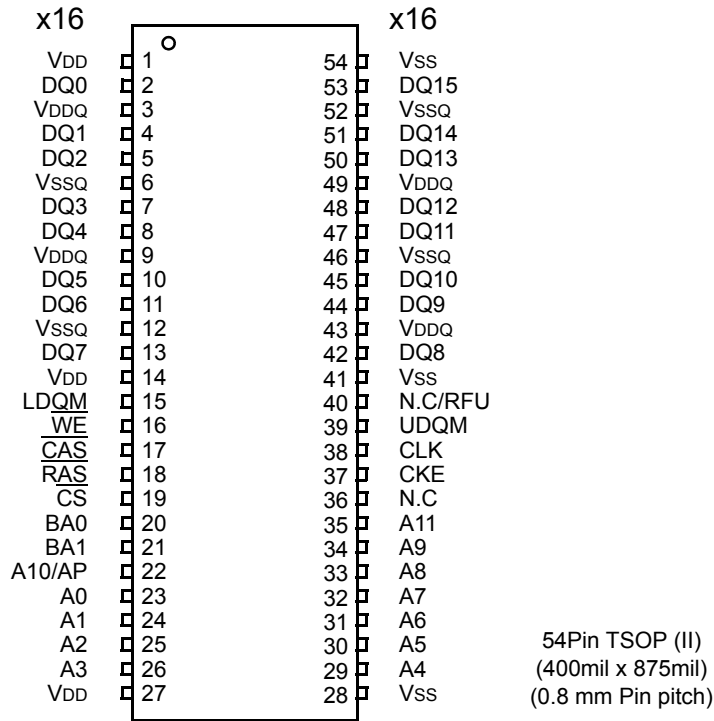 x16 x16
VDD 1 54 VSS
DQ0 2 53 DQ15
VDDQ 3 52 VSSQ
DQ1 4 51 DQ14
DQ2 5 50 DQ13
VSSQ 6 49 VDDQ
DQ3 7 48 DQ12
DQ4 8 47 DQ11
VDDQ 9 46 VSSQ
DQ5 10 45 DQ10
DQ6 11 44 DQ9
VSSQ 12 43 VDDQ
DQ7 13 42 DQ8
VDD 14 41 VSS
LDQM 15 40 N.C/RFU
WE 16 39 UDQM
CAS 17 38 CLK
RAS 18 37 CKE
CS 19 36 N.C
BA0 20 35 A11
BA1 21 34 A9
A10/AP 22 33 A8
A0 23 32 A7
A1 24 31 A6
A2 25 30 A5
A3 26 29 A4
VDD 27 28 VSS
54Pin TSOP (II)
(400mil x 875mil)
(0.8 mm Pin pitch)